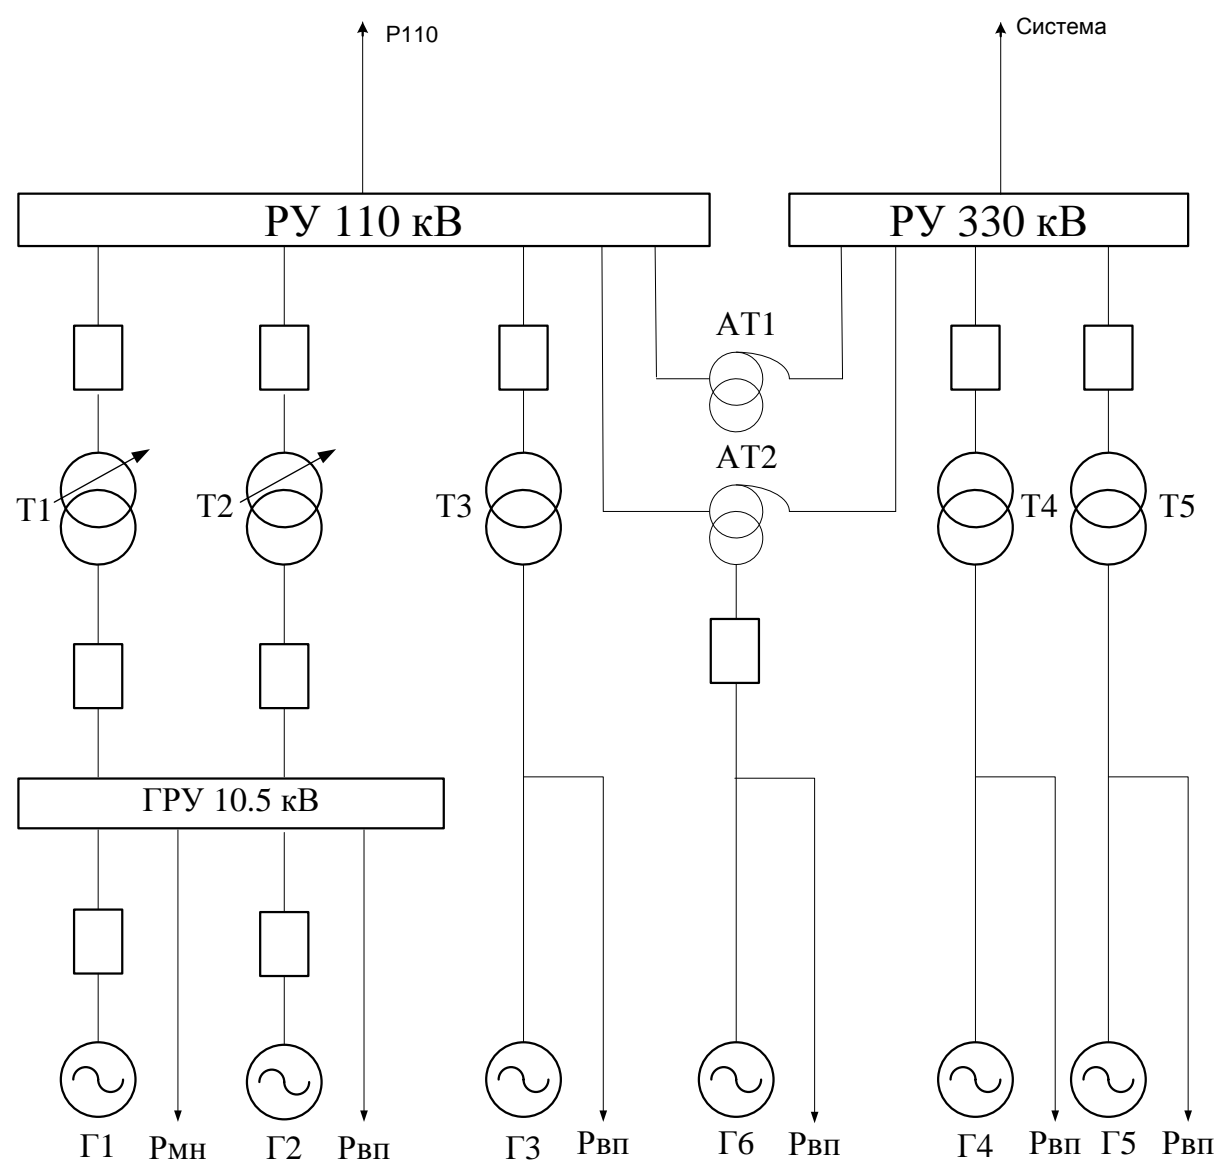 P110
Система
РУ 110 кВ
РУ 330 кВ
АТ1
АТ2
Т1
Т2
Т3
Т4
Т5
ГРУ 10.5 кВ
Г1
Рмн
Г2
Рвп
Г3
Рвп
Г6
Рвп
Г4
Рвп
Г5
Рвп